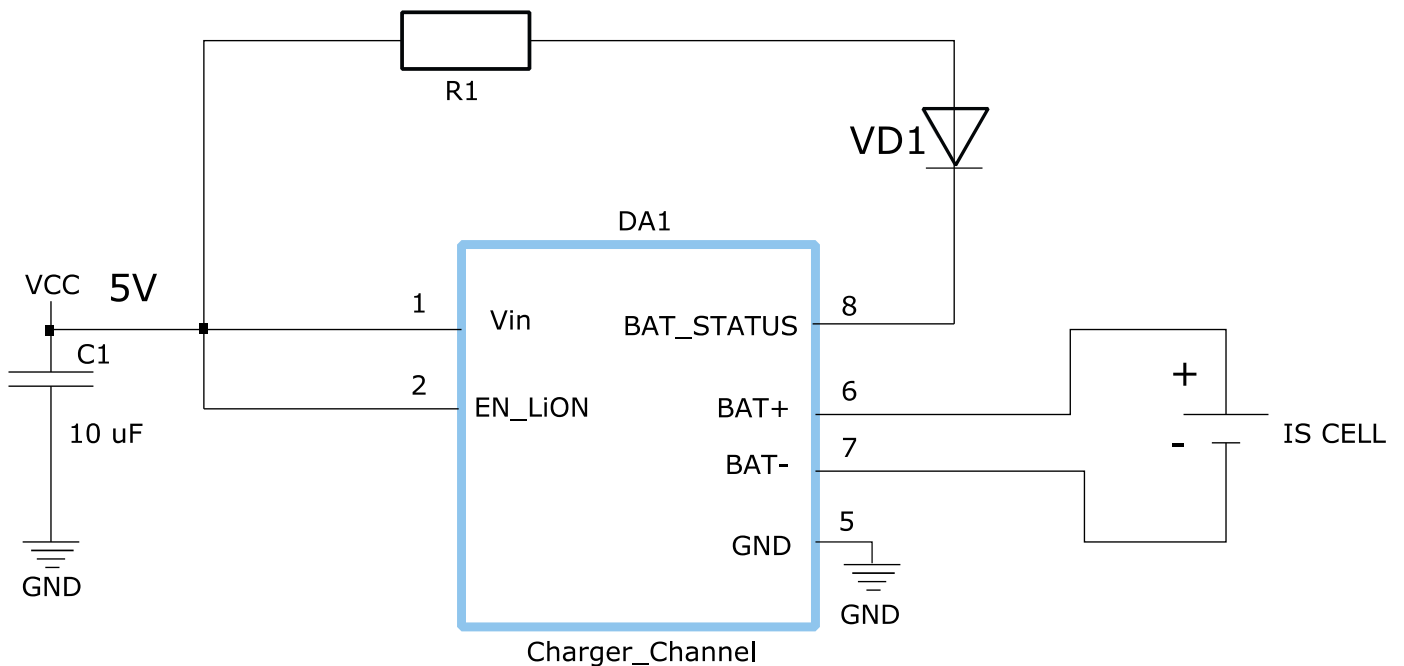 R1
VD1
DA1
VCC
5V
1
Vin
BAT_STATUS
8
C1
2
EN_LiON
BAT+
6
+
10 uF
BAT-
7
-
IS CELL
GND
5
GND
GND
Charger_Channel